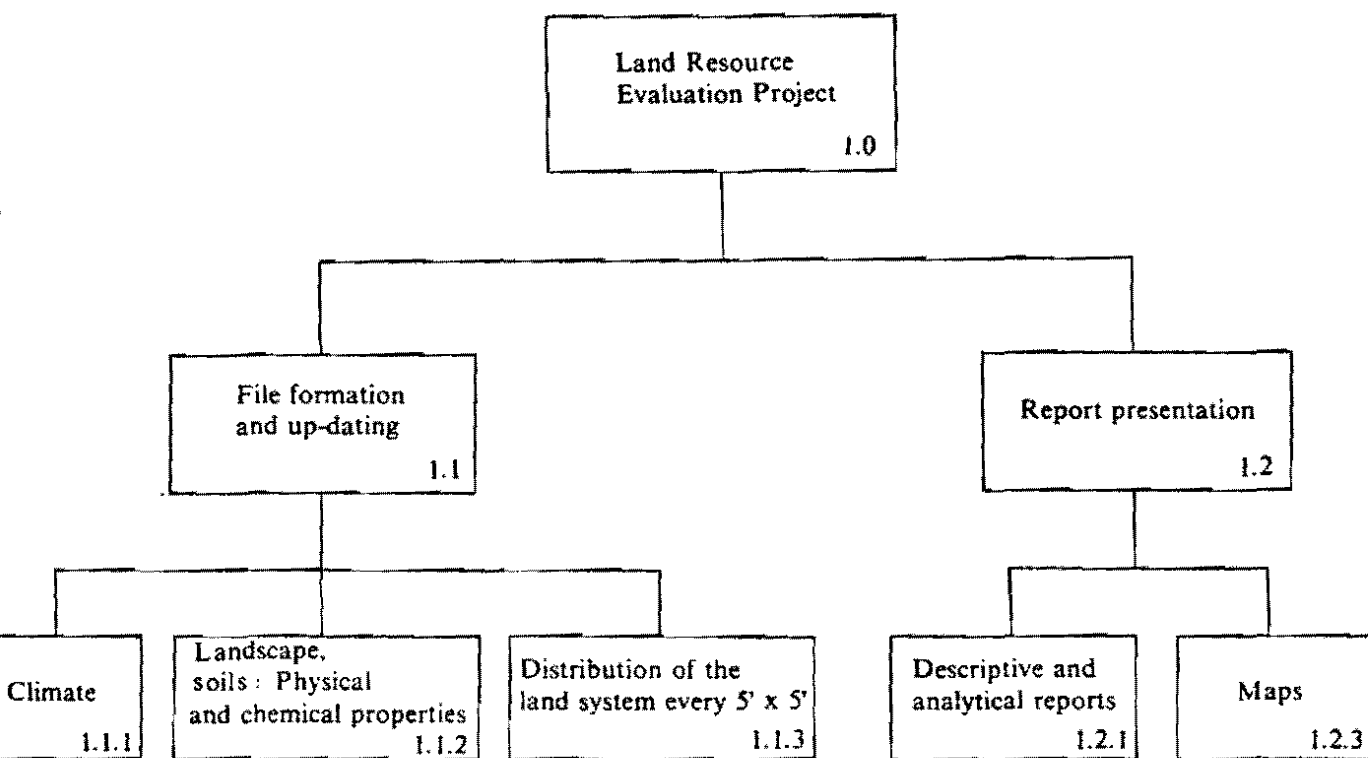 Land Resource
Evaluation Project
1.0
File formation
and up-dating
1.1
Report presentation
1.2
Climate
1.1.1
Landscape,
soils : Physical
and chemical properties
1.1.2
Distribution of the
land system every 5' x 5'
1.1.3
Descriptive and
analytical reports
1.2.1
Maps
1.2.3